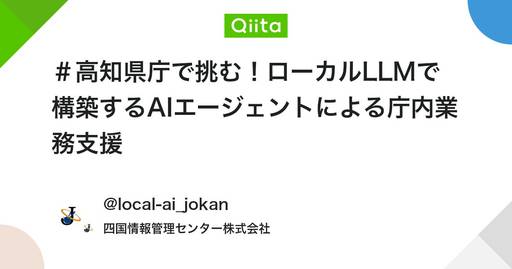 Qiita
＃高知県庁で挑む！ローカルLLMで
構築するAIエージェントによる庁内業
務支援
@local-ai_jokan
四国情報管理センター株式会社